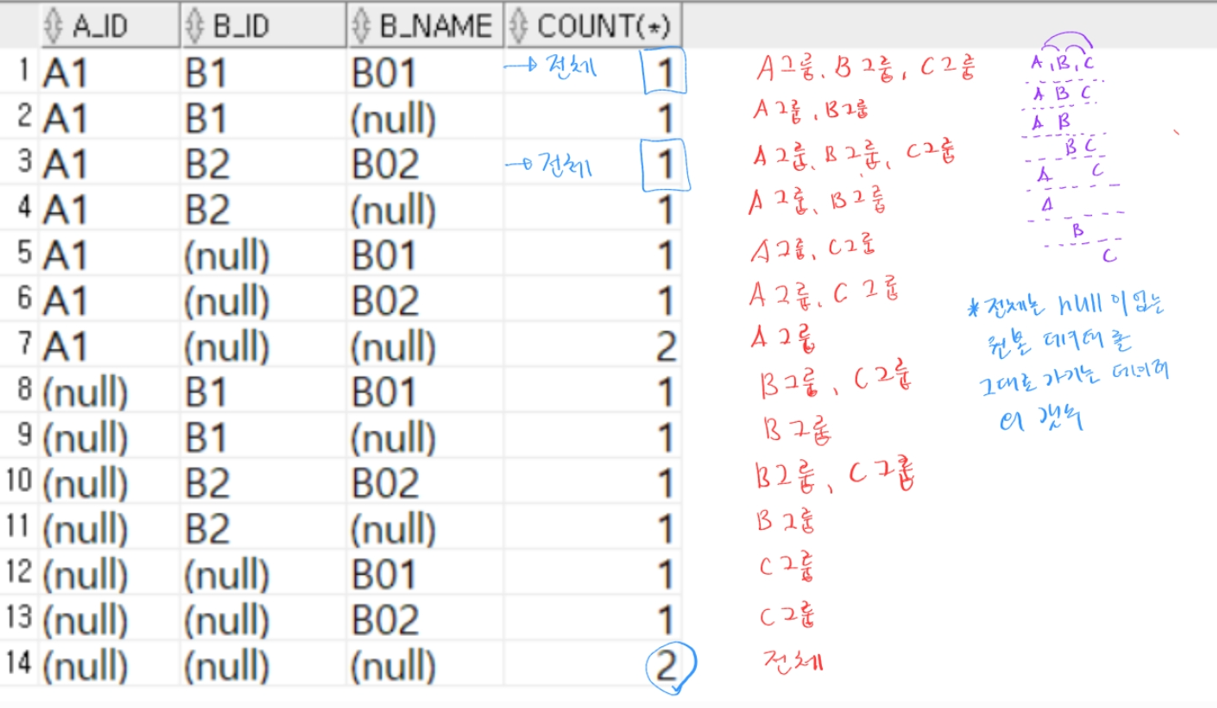 A_ID B_ID B_NAME COUNT(*)
1 A1 B1 B01 → 전체 1 A그룹, B그룹, C그룹
2 A1 B1 (null) 1 A그룹, B그룹
3 A1 B2 B02 → 전체 1 A그룹, B그룹, C그룹
4 A1 B2 (null) 1 A그룹, B그룹
5 A1 (null) B01 1 A그룹, C그룹
6 A1 (null) B02 1 A그룹, C그룹
7 A1 (null) (null) 2 A그룹
8 (null) B1 B01 1 B그룹, C그룹
9 (null) B1 (null) 1 B그룹
10 (null) B2 B02 1 B그룹, C그룹
11 (null) B2 (null) 1 B그룹
12 (null) (null) B01 1 C그룹
13 (null) (null) B02 1 C그룹
14 (null) (null) (null) 2 전체
A, B, C
A B C
A B
B C
A C
A
B
C
*전체는 null이 없는
원본 데이터를
그대로 가지는
의 갯수